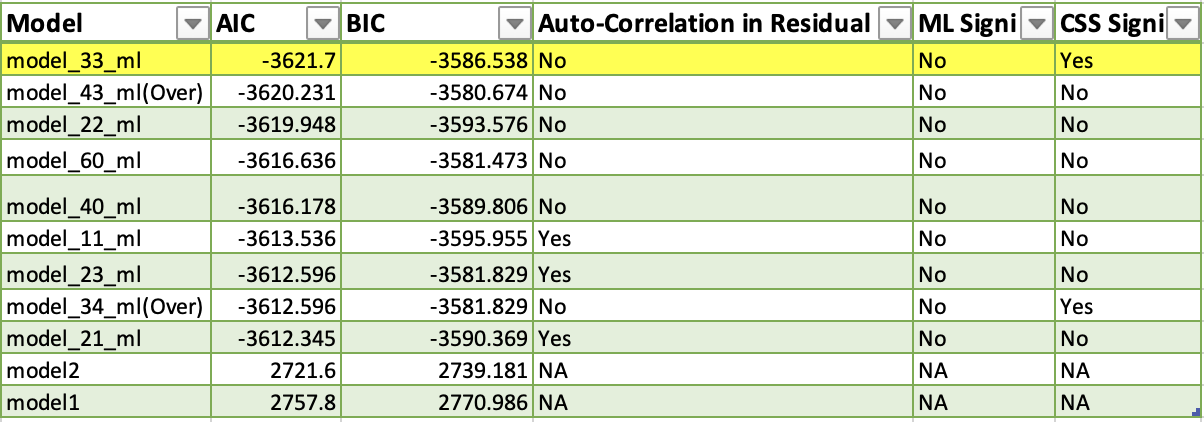 Model AIC BIC Auto-Correlation in Residual ML Signi CSS Signi
model_33_ml -3621.7 -3586.538 No No Yes
model_43_ml(Over) -3620.231 -3580.674 No No No
model_22_ml -3619.948 -3593.576 No No No
model_60_ml -3616.636 -3581.473 No No No
model_40_ml -3616.178 -3589.806 No No No
model_11_ml -3613.536 -3595.955 Yes No No
model_23_ml -3612.596 -3581.829 Yes No No
model_34_ml(Over) -3612.596 -3581.829 No No Yes
model_21_ml -3612.345 -3590.369 Yes No No
model2 2721.6 2739.181 NA NA NA
model1 2757.8 2770.986 NA NA NA